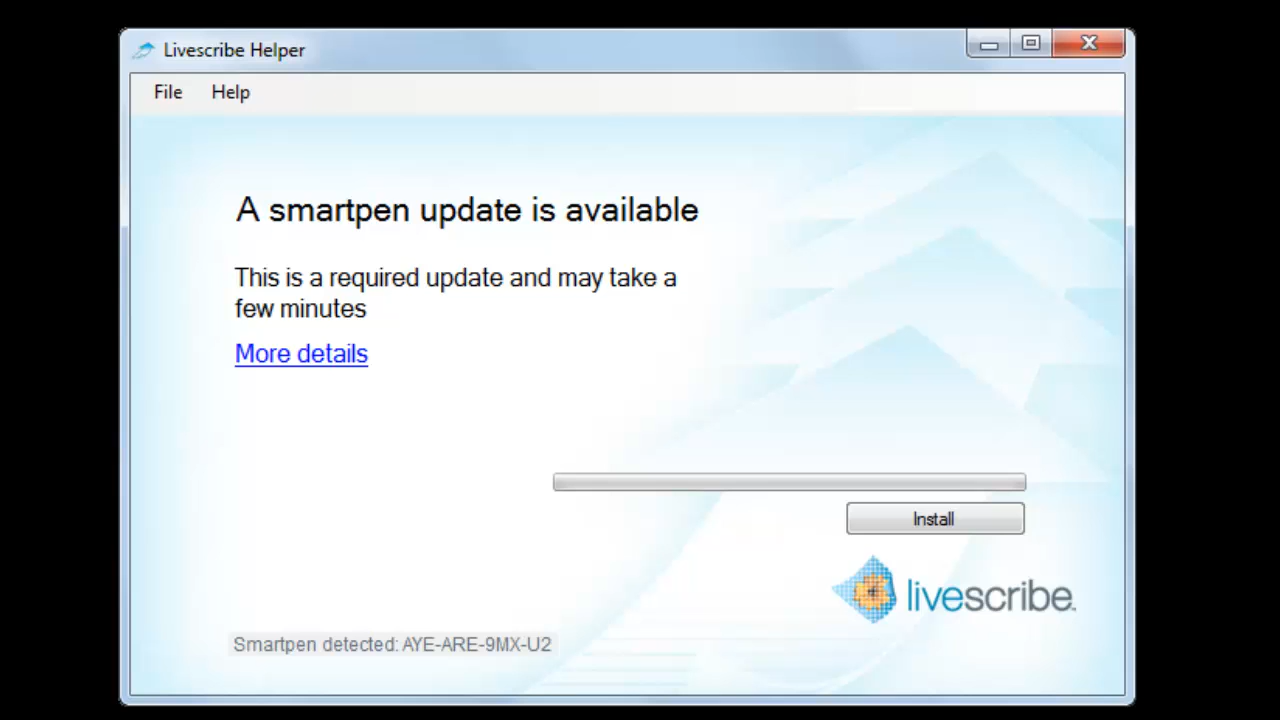 Livescribe Helper
File Help
A smartpen update is available
This is a required update and may take a
few minutes
More details
Install
livescribe.
Smartpen detected: AYE-ARE-9MX-U2